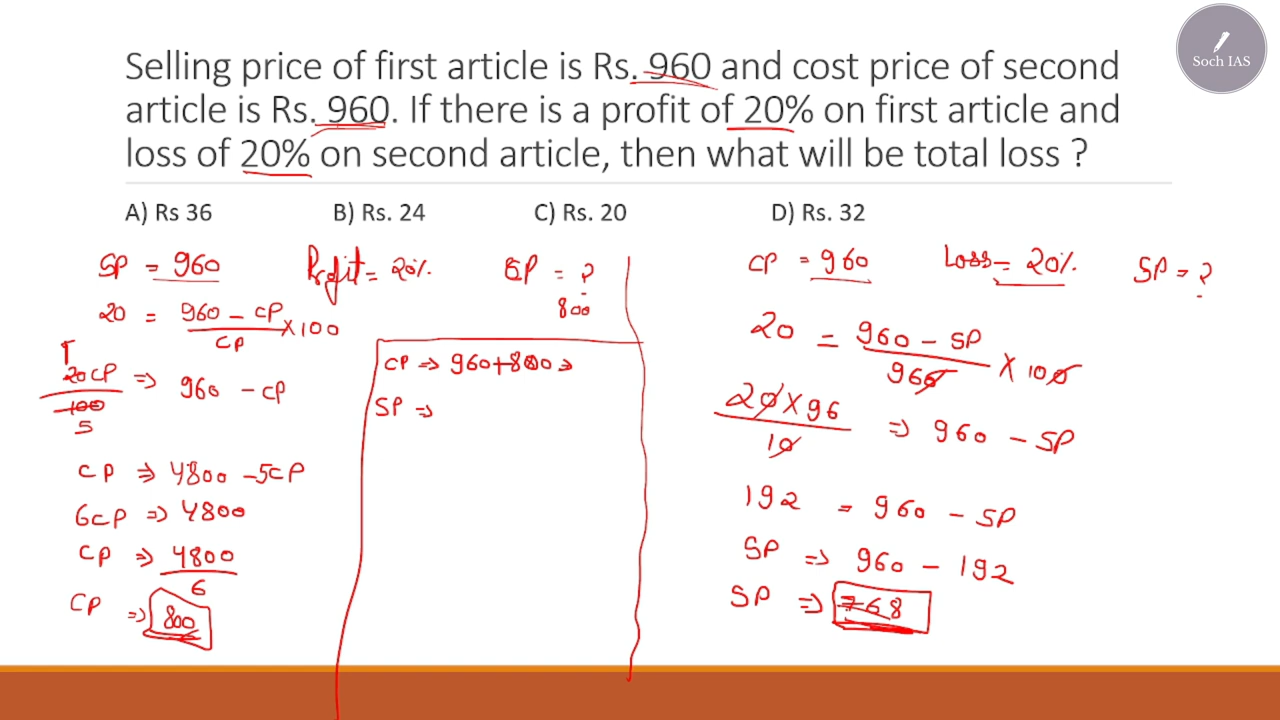 Soch IAS
Selling price of first article is Rs. 960 and cost price of second
article is Rs. 960. If there is a profit of 20% on first article and
loss of 20% on second article, then what will be total loss ?
A) Rs 36 B) Rs. 24 C) Rs. 20 D) Rs. 32
SP = 960 Profit = 20% CP = ?
800
20 = 960 - CP / CP × 100
1
20CP / 100 ⇒ 960 - CP
5
CP ⇒ 4800 - 5CP
6CP ⇒ 4800
CP ⇒ 4800 / 6
CP ⇒ 800
CP ⇒ 960 + 800 ⇒
SP ⇒
CP = 960 Loss = 20% SP = ?
20 = 960 - SP / 960 × 100
20 × 96 / 10 ⇒ 960 - SP
192 = 960 - SP
SP ⇒ 960 - 192
SP ⇒ 768